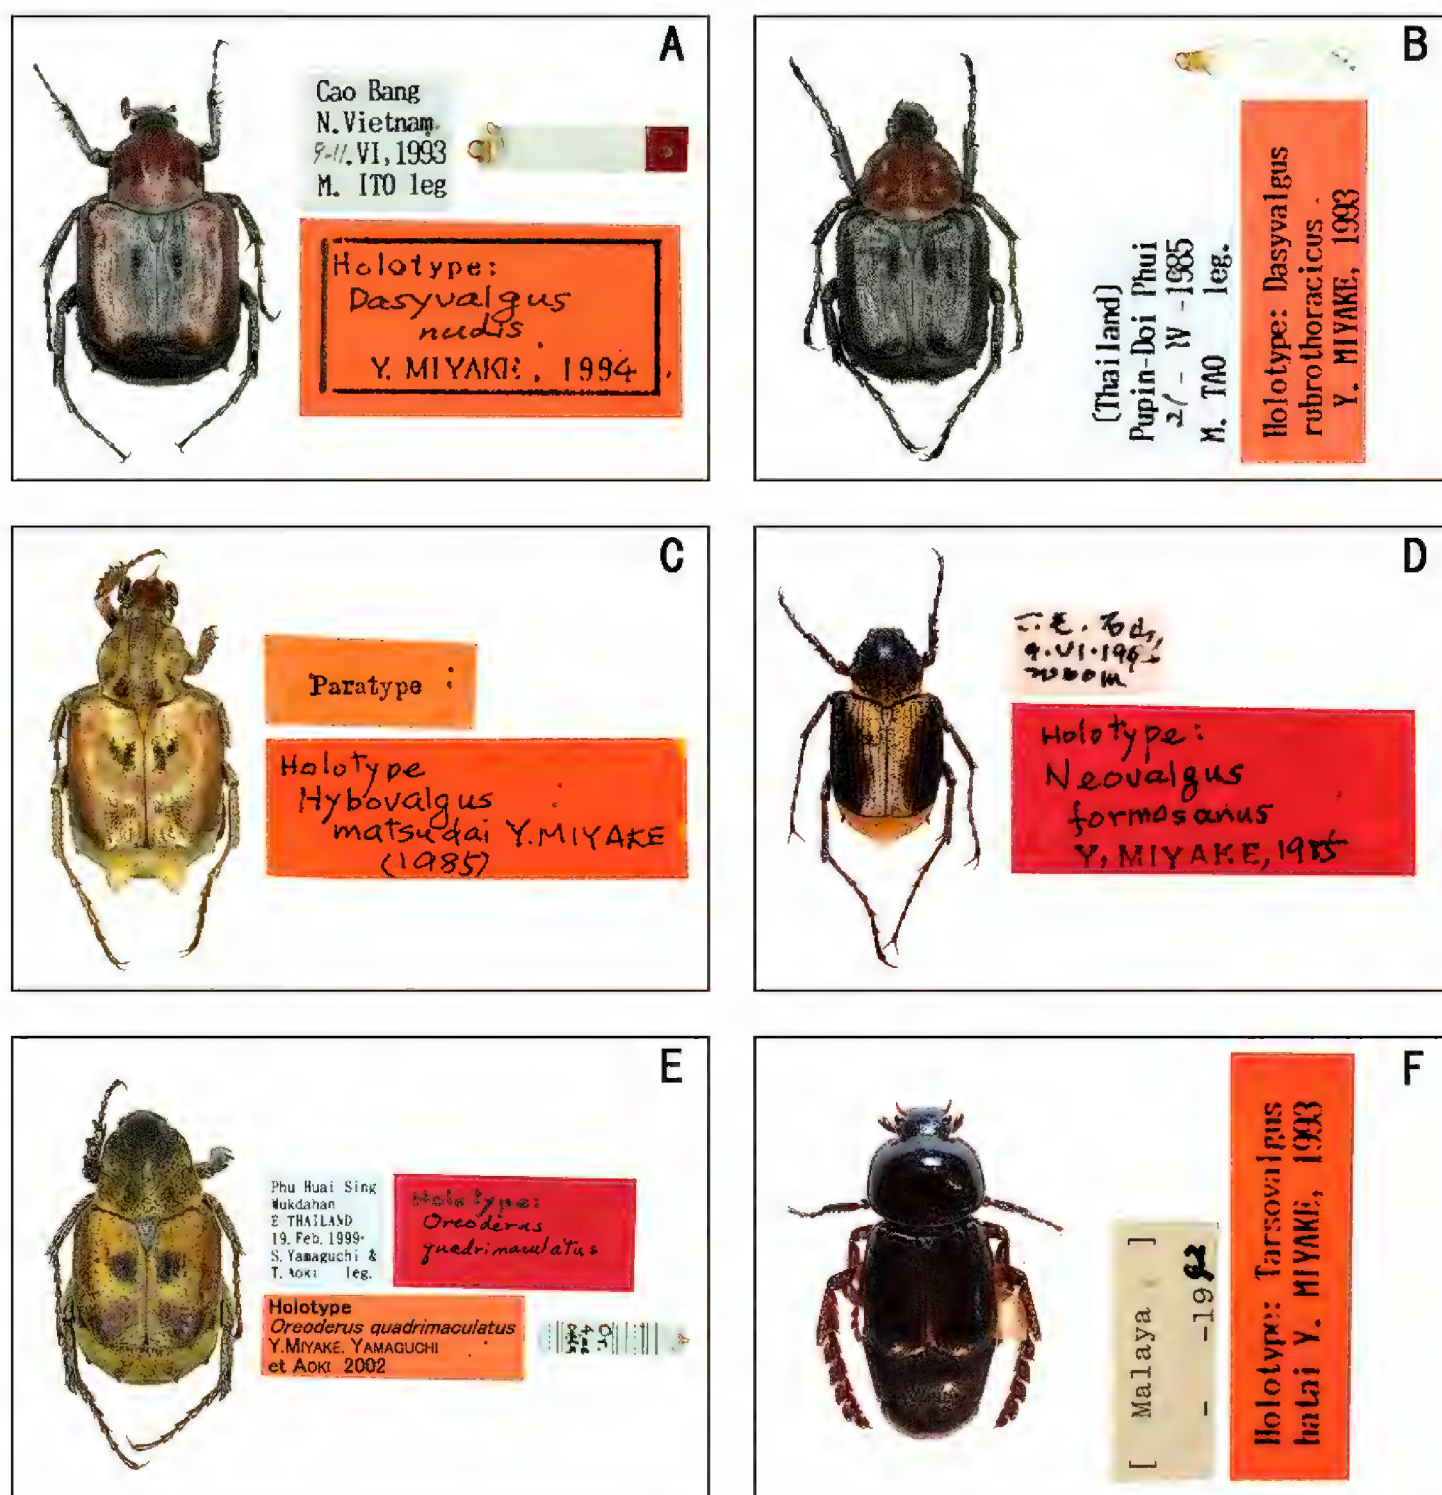 A
Cao Bang
N.Vietnam
9-11.VI,1993
M. ITO leg
Holotype:
Dasyvalgus
nudis
Y. MIYAKE, 1994
B
(Thailand)
Pupin-Doi Phui
21-IV-1985
M. TAO leg.
Holotype: Dasyvalgus
rubrothoracicus
Y. MIYAKE, 1993
C
Paratype :
Holotype
Hybovalgus
matsudai Y.MIYAKE
(1985)
D
Holotype:
Neovalgus
formosanus
Y. MIYAKE, 1985
E
Phu Huai Sing
Mukdahan
E THAILAND
19. Feb. 1999
S. Yamaguchi &
T. Aoki leg.
Holotype:
Oreoderus
quadrimaculatus
Holotype
Oreoderus quadrimaculatus
Y.MIYAKE. YAMAGUCHI
et AOKI 2002
F
[ Malaya ]
- -1992
Holotype: Tarsovalgus
hatai Y. MIYAKE, 1993